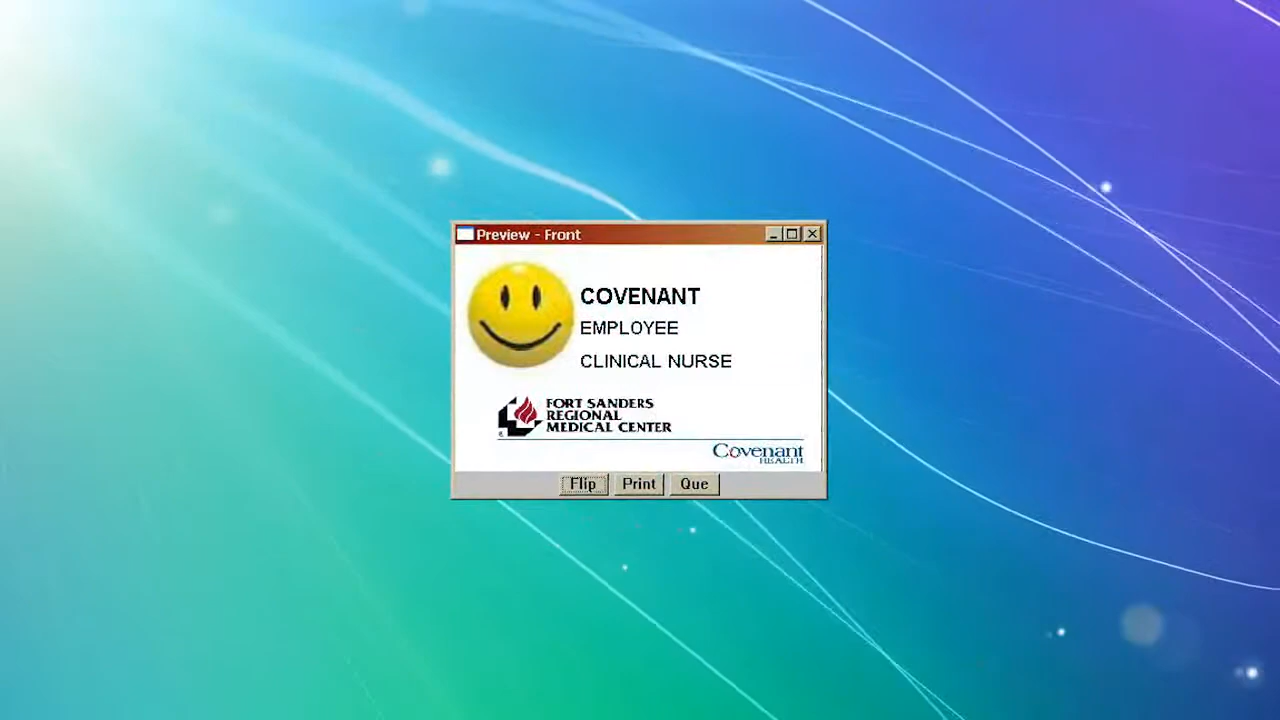 Preview - Front
COVENANT
EMPLOYEE
CLINICAL NURSE
FORT SANDERS
REGIONAL
MEDICAL CENTER
Covenant
HEALTH
Flip Print Que